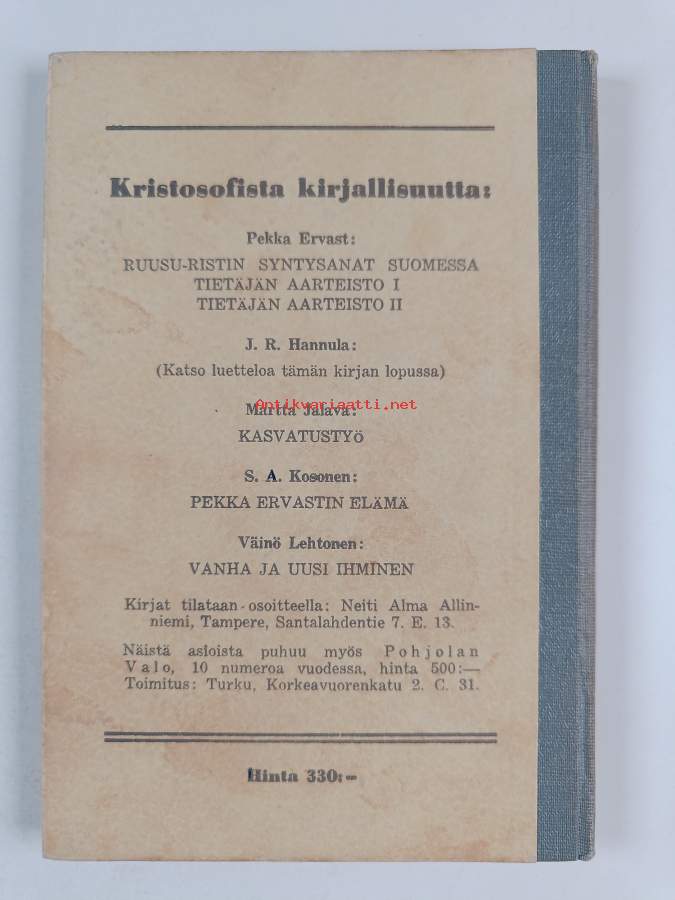 Kristosofista kirjallisuutta:
Pekka Ervast:
RUUSU-RISTIN SYNTYSANAT SUOMESSA
TIETÄJÄN AARTEISTO I
TIETÄJÄN AARTEISTO II
J. R. Hannula:
(Katso luetteloa tämän kirjan lopussa)
Antikvariaatti.net
Martta Jalava:
KASVATUSTYÖ
S. A. Kosonen:
PEKKA ERVASTIN ELÄMÄ
Väinö Lehtonen:
VANHA JA UUSI IHMINEN
Kirjat tilataan osoitteella: Neiti Alma Allin-
niemi, Tampere, Santalahdentie 7. E. 13.
Näistä asioista puhuu myös Pohjolan
Valo, 10 numeroa vuodessa, hinta 500:—
Toimitus: Turku, Korkeavuorenkatu 2. C. 31.
Hinta 330:—